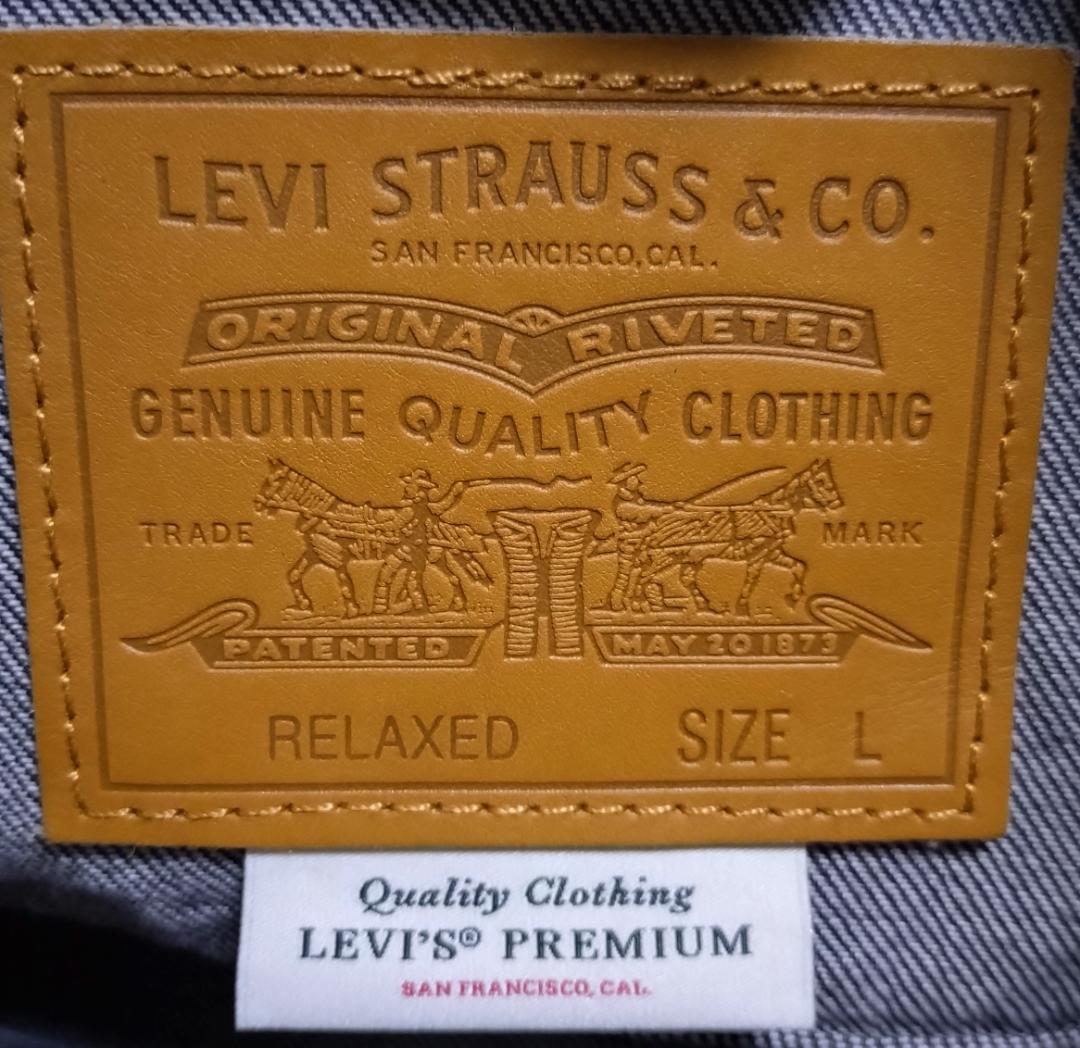 LEVI STRAUSS & CO.
SAN FRANCISCO, CAL.
ORIGINAL RIVETED
GENUINE QUALITY CLOTHING
TRADE MARK
PATENTED MAY 20 1873
RELAXED SIZE L
Quality Clothing
LEVI'S® PREMIUM
SAN FRANCISCO, CAL.